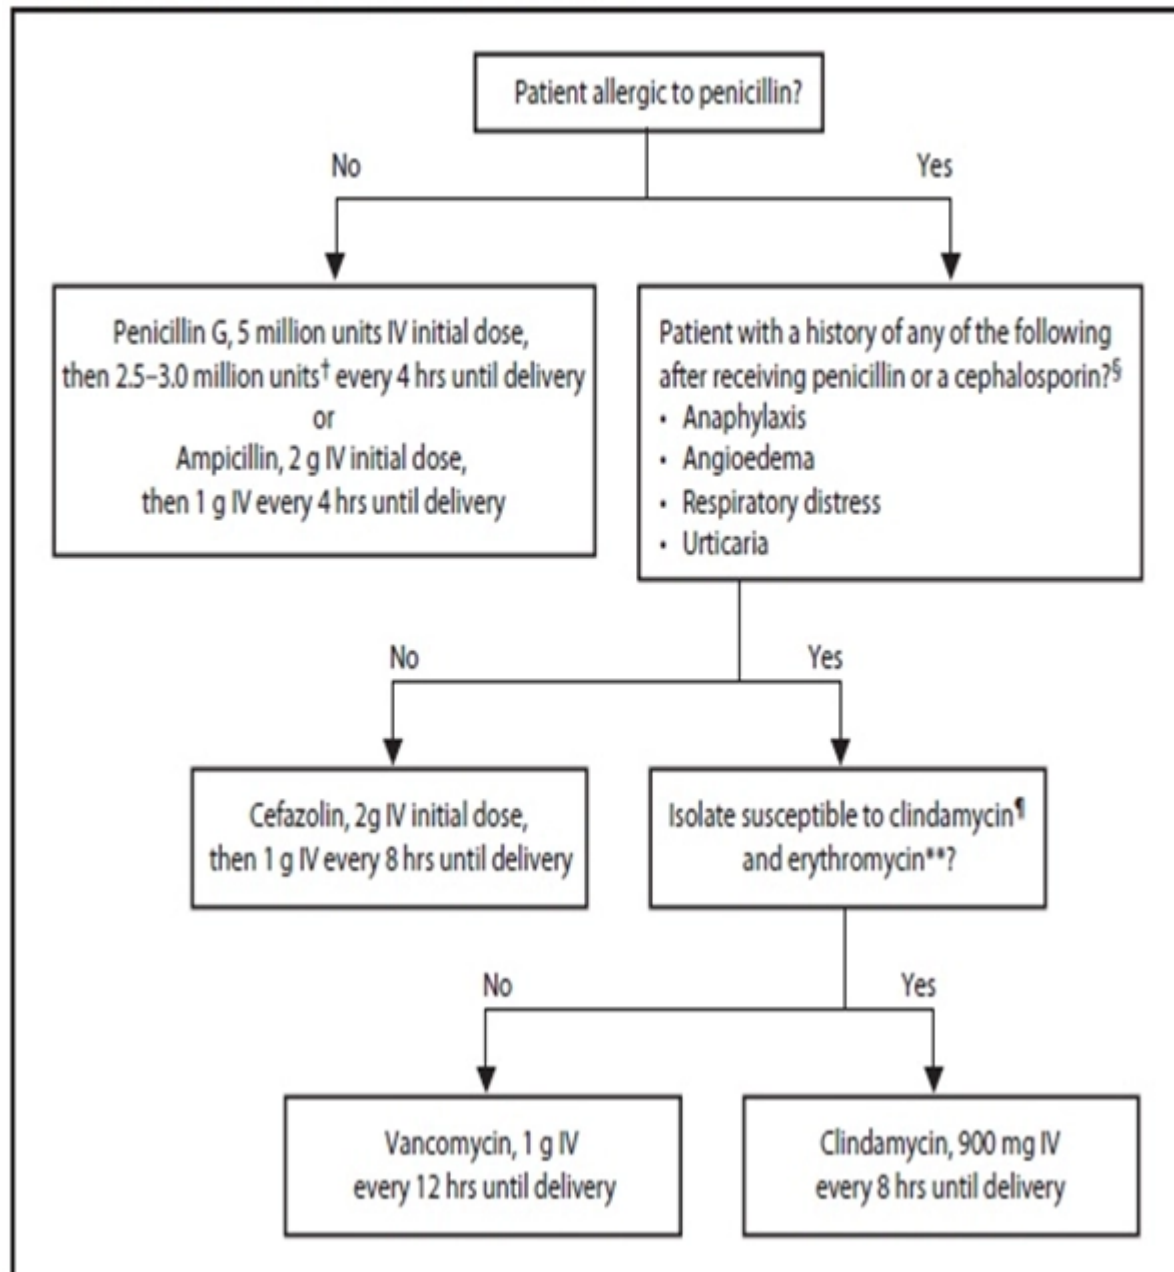 Patient allergic to penicillin?
No
Yes
Penicillin G, 5 million units IV initial dose,
then 2.5–3.0 million units† every 4 hrs until delivery
or
Ampicillin, 2 g IV initial dose,
then 1 g IV every 4 hrs until delivery
Patient with a history of any of the following
after receiving penicillin or a cephalosporin?§
• Anaphylaxis
• Angioedema
• Respiratory distress
• Urticaria
No
Yes
Cefazolin, 2g IV initial dose,
then 1 g IV every 8 hrs until delivery
Isolate susceptible to clindamycin¶
and erythromycin**?
No
Yes
Vancomycin, 1 g IV
every 12 hrs until delivery
Clindamycin, 900 mg IV
every 8 hrs until delivery